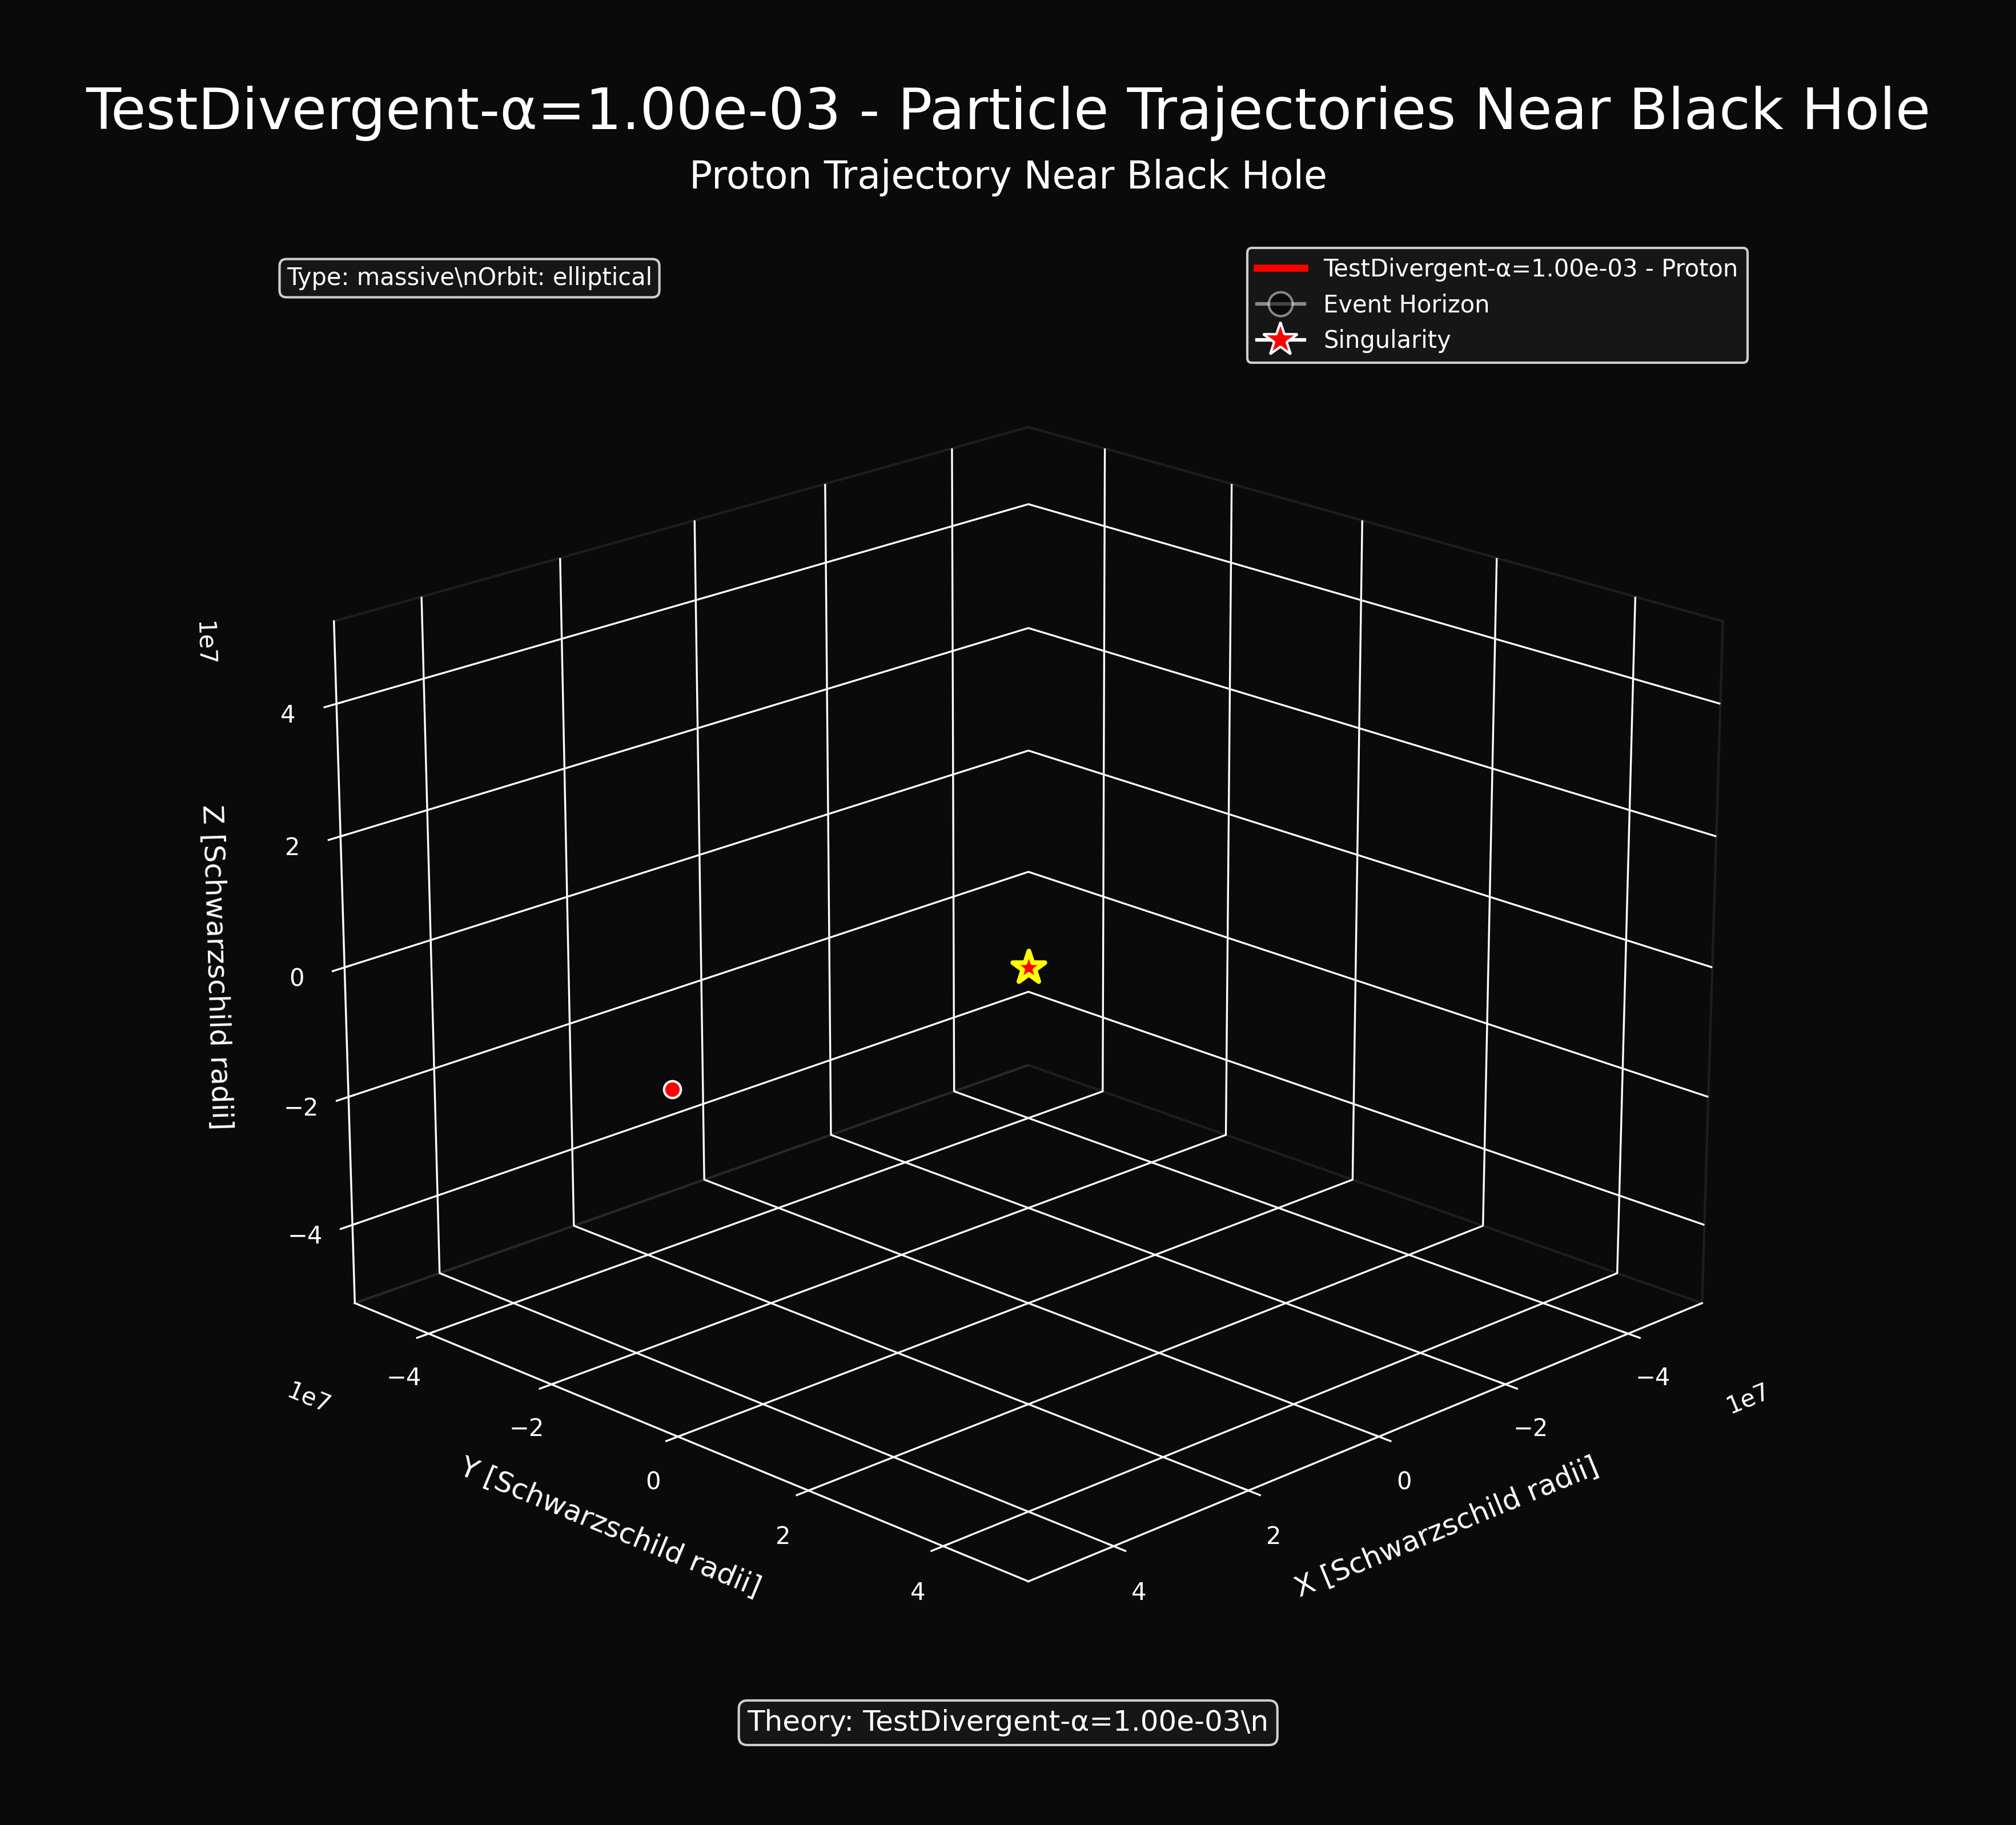 TestDivergent-α=1.00e-03 - Particle Trajectories Near Black Hole
Proton Trajectory Near Black Hole
Type: massive\nOrbit: elliptical
TestDivergent-α=1.00e-03 - Proton
Event Horizon
Singularity
1e7
4
2
0
−2
−4
Z [Schwarzschild radii]
1e7
−4
−2
0
2
4
Y [Schwarzschild radii]
1e7
−4
−2
0
2
4
X [Schwarzschild radii]
Theory: TestDivergent-α=1.00e-03\n